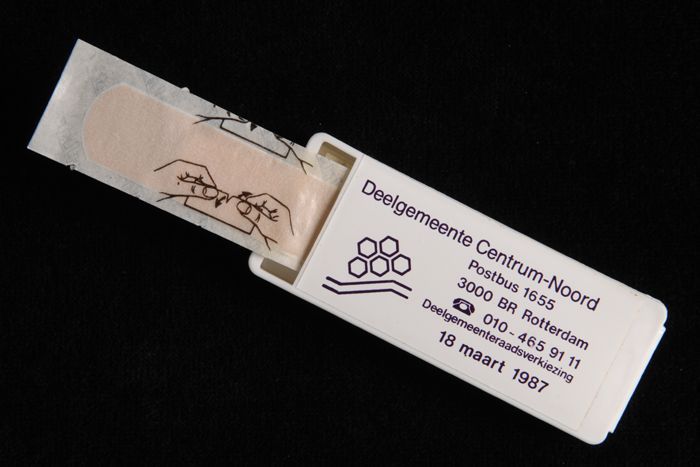 Deelgemeente Centrum-Noord
Postbus 1655
3000 BR Rotterdam
010-465 91 11
Deelgemeenteraadsverkiezing
18 maart 1987